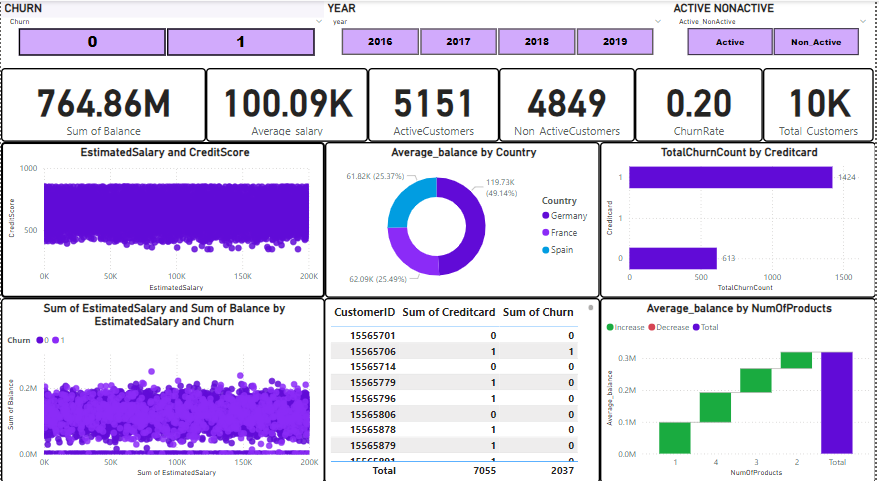 CHURN
Churn
0 1
YEAR
year
2016 2017 2018 2019
ACTIVE NONACTIVE
Active_NonActive
Active Non_Active
764.86M
Sum of Balance
100.09K
Average_salary
5151
ActiveCustomers
4849
Non_ActiveCustomers
0.20
ChurnRate
10K
Total_Customers
EstimatedSalary and CreditScore
1000
500
CreditScore
0K 50K 100K 150K 200K
EstimatedSalary
Average_balance by Country
61.82K (25.37%)
119.73K
(49.14%)
62.09K (25.49%)
Country
Germany
France
Spain
TotalChurnCount by Creditcard
Creditcard
1 1424
1
0 613
0 500 1000 1500
TotalChurnCount
Sum of EstimatedSalary and Sum of Balance by
EstimatedSalary and Churn
Churn 0 1
Sum of Balance
0.2M
0.0M
0K 50K 100K 150K 200K
Sum of EstimatedSalary
CustomerID Sum of Creditcard Sum of Churn
15565701 0 0
15565706 1 1
15565714 0 0
15565779 1 0
15565796 1 0
15565806 0 0
15565878 1 0
15565879 1 0
15565891 1 0
Total 7055 2037
Average_balance by NumOfProducts
Increase Decrease Total
Average_balance
0.3M
0.2M
0.1M
0.0M
1 4 3 2 Total
NumOfProducts